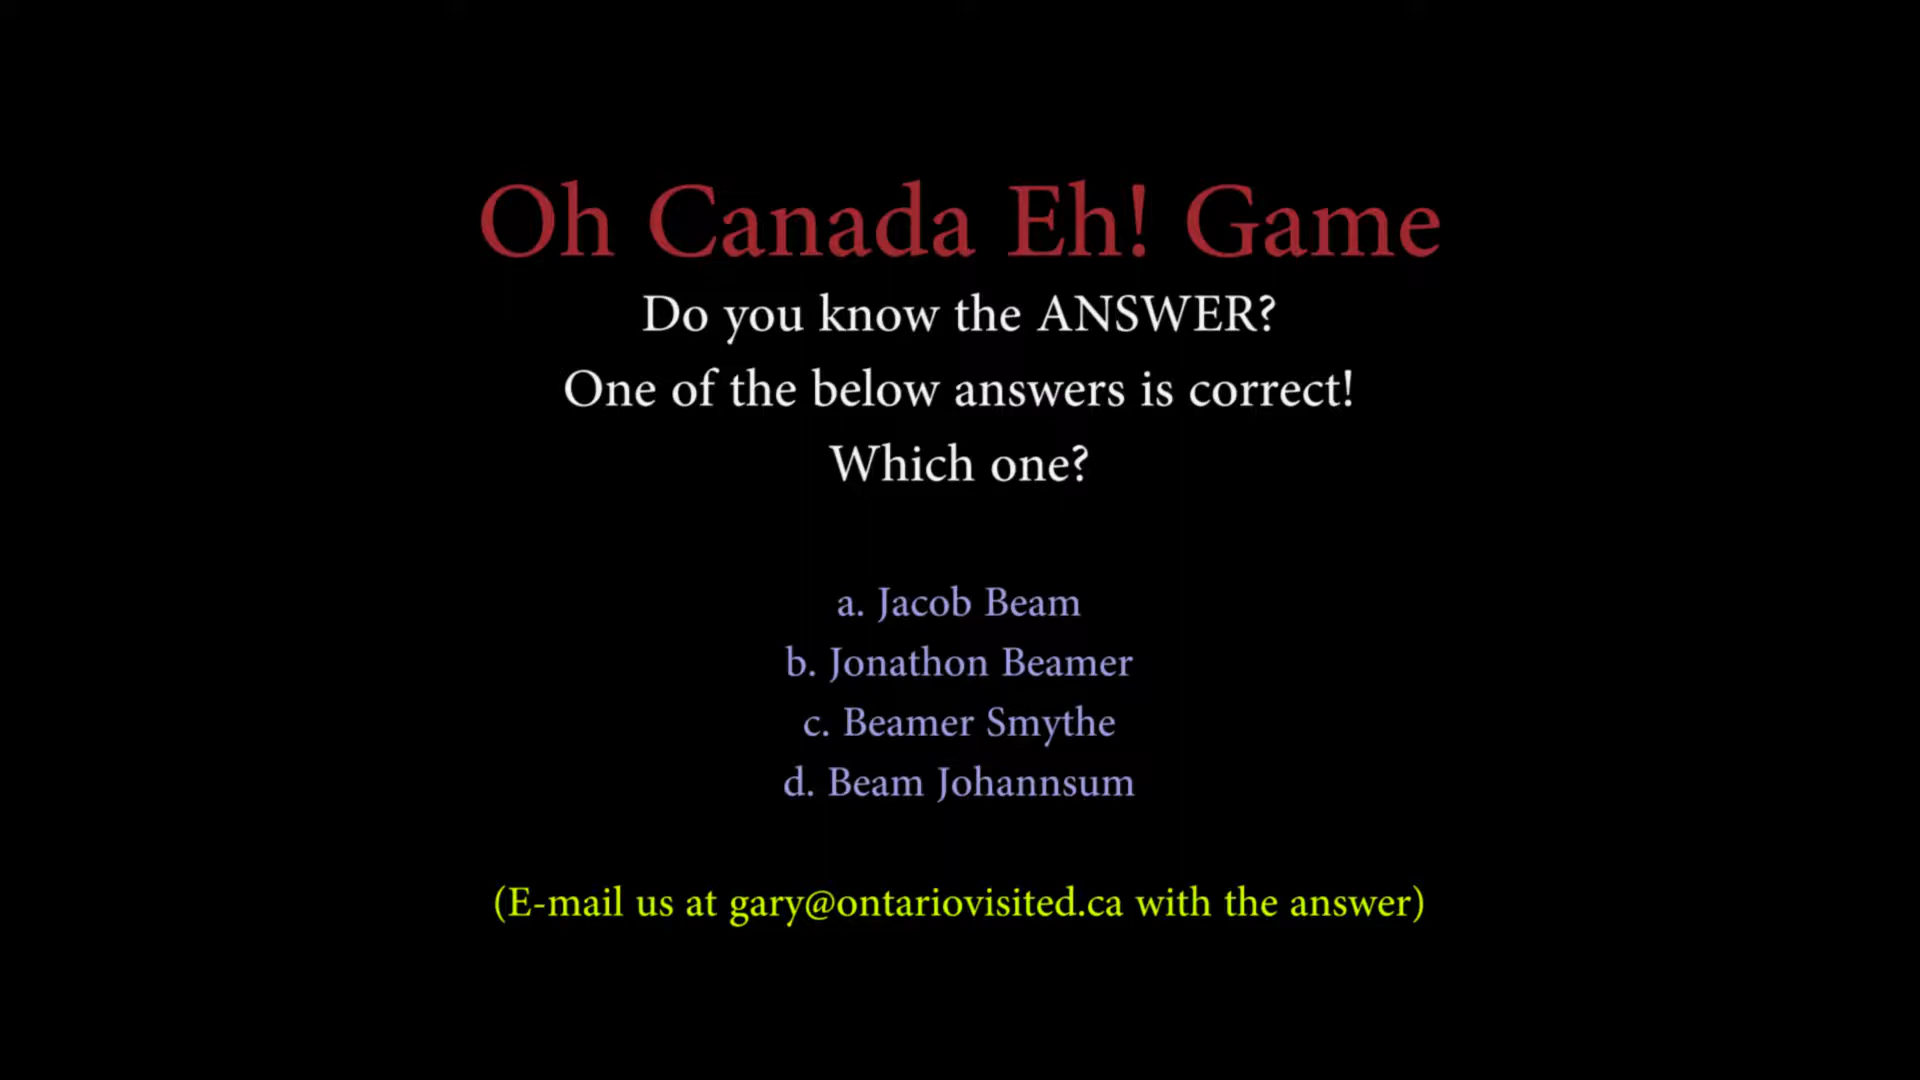 Oh Canada Eh! Game
Do you know the ANSWER?
One of the below answers is correct!
Which one?
a. Jacob Beam
b. Jonathon Beamer
c. Beamer Smythe
d. Beam Johannsum
(E-mail us at gary@ontariovisited.ca with the answer)